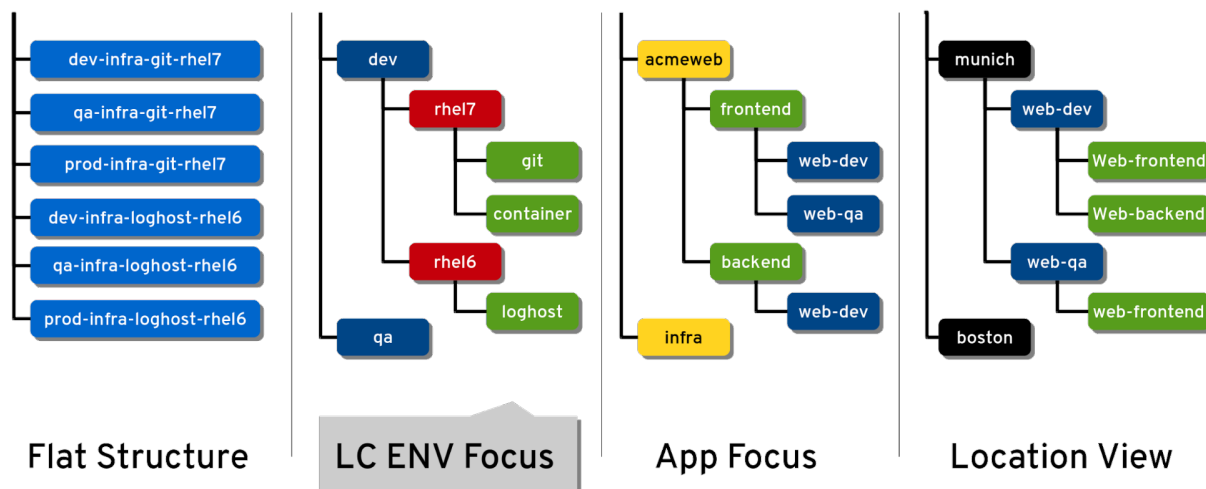 dev-infra-git-rhel7
qa-infra-git-rhel7
prod-infra-git-rhel7
dev-infra-loghost-rhel6
qa-infra-loghost-rhel6
prod-infra-loghost-rhel6
Flat Structure
dev
rhel7
git
container
rhel6
loghost
qa
LC ENV Focus
acmeweb
frontend
web-dev
web-qa
backend
web-dev
infra
App Focus
munich
web-dev
Web-frontend
Web-backend
web-qa
web-frontend
boston
Location View